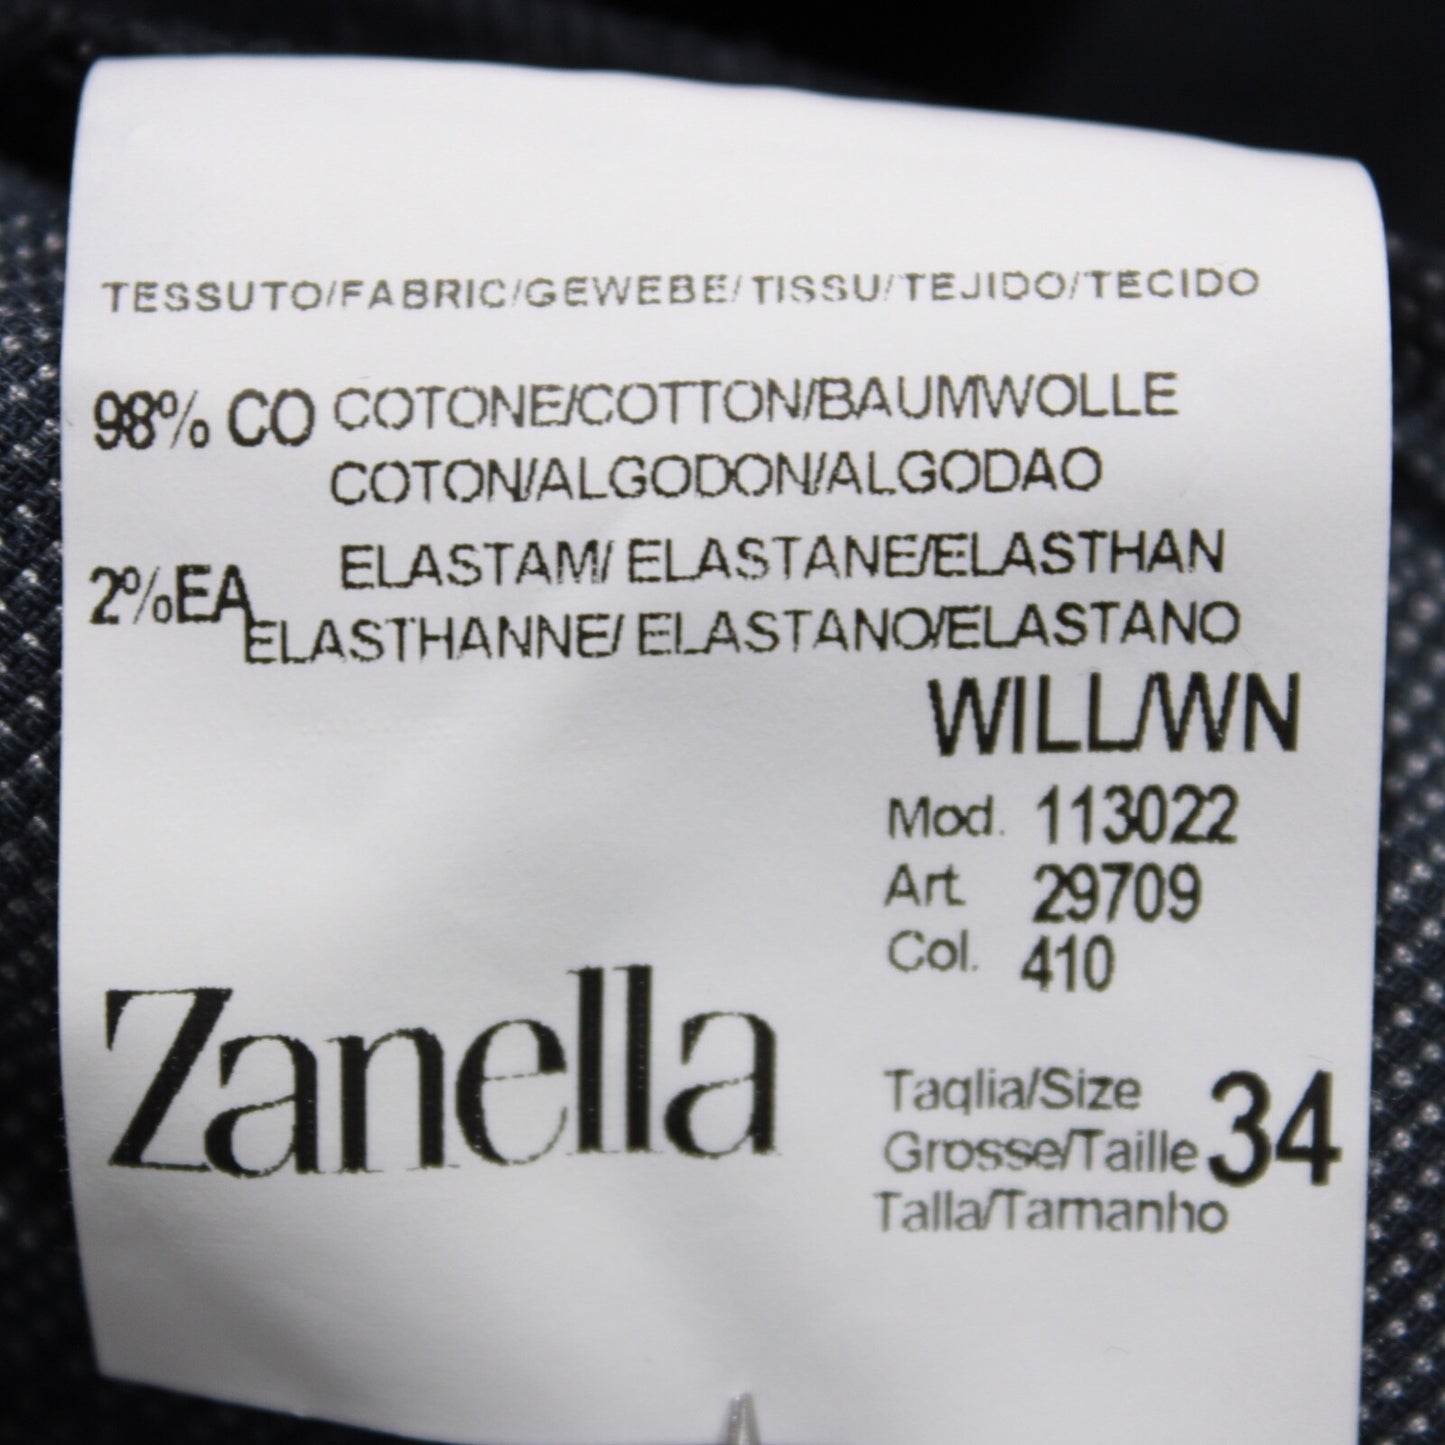 TESSUTO/FABRIC/GEWEBE/TISSU/TEJIDO/TECIDO
98% CO COTONE/COTTON/BAUMWOLLE
COTON/ALGODON/ALGODAO
2%EA ELASTAM/ ELASTANE/ELASTHAN
ELASTHANNE/ ELASTANO/ELASTANO
WILL/WN
Mod. 113022
Art. 29709
Col. 410
Zanella
Taglia/Size
Grosse/Taille 34
Talla/Tamanho